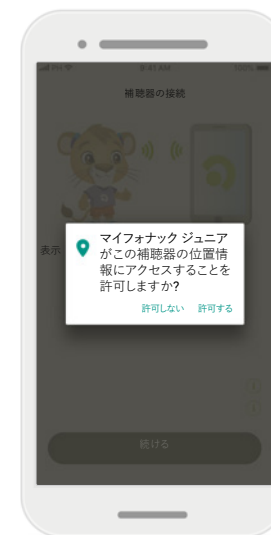 9:41 AM
100%
補聴器の接続
表示
マイフォナック ジュニア
がこの補聴器の位置情
報にアクセスすることを
許可しますか?
許可しない 許可する
続ける